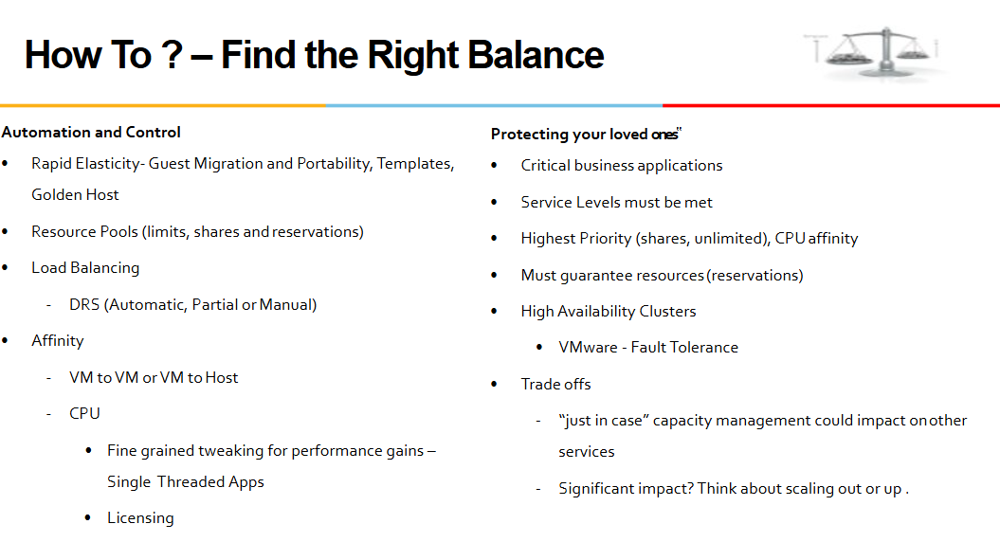 How To ? – Find the Right Balance
Automation and Control
• Rapid Elasticity- Guest Migration and Portability, Templates,
Golden Host
• Resource Pools (limits, shares and reservations)
• Load Balancing
- DRS (Automatic, Partial or Manual)
• Affinity
- VM to VM or VM to Host
- CPU
• Fine grained tweaking for performance gains –
Single Threaded Apps
• Licensing
Protecting your loved ones‟
• Critical business applications
• Service Levels must be met
• Highest Priority (shares, unlimited), CPU affinity
• Must guarantee resources (reservations)
• High Availability Clusters
• VMware - Fault Tolerance
• Trade offs
- “just in case” capacity management could impact on other
services
- Significant impact? Think about scaling out or up .